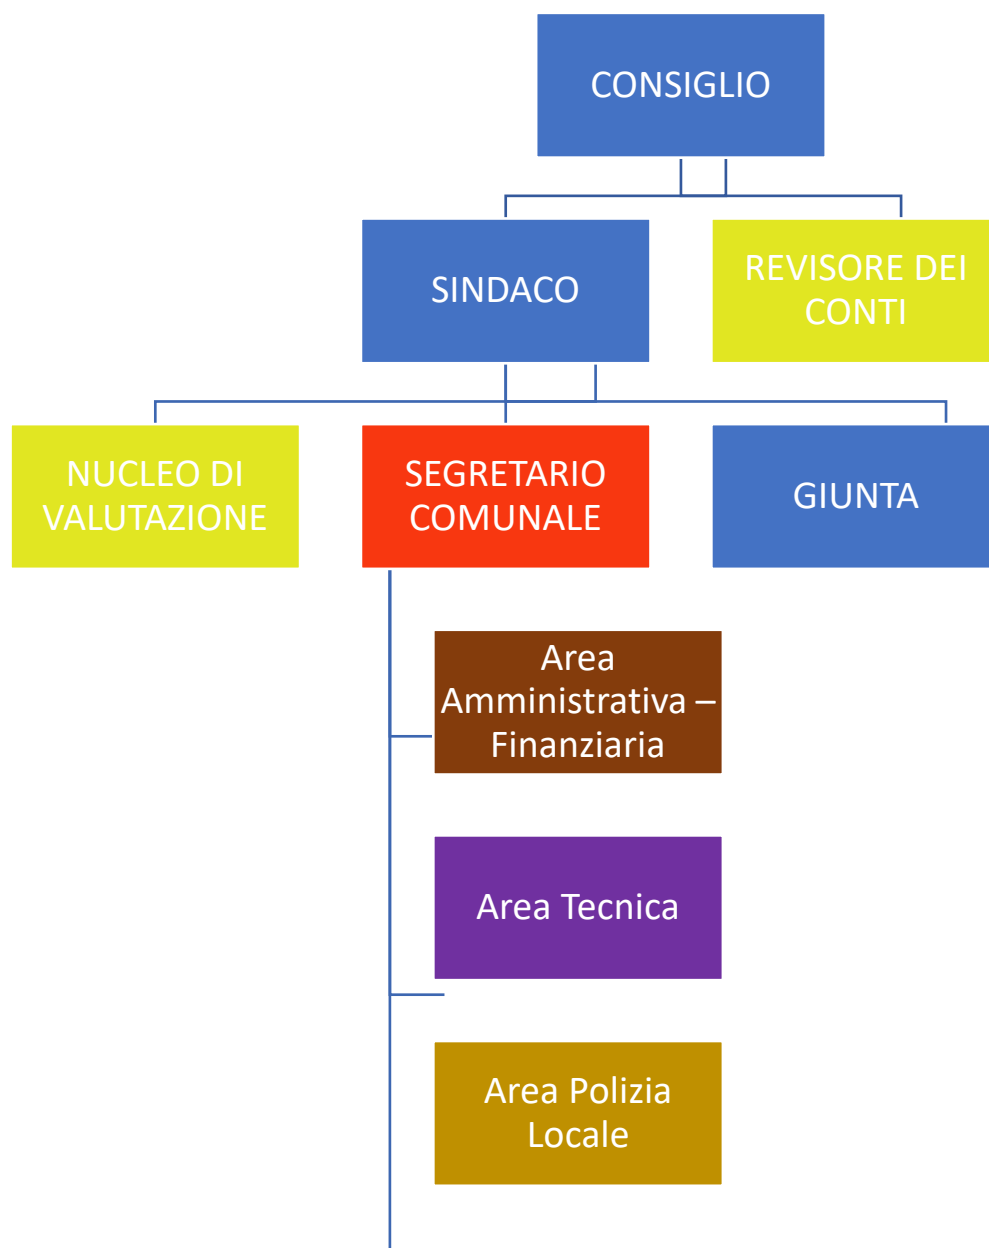 CONSIGLIO
SINDACO
REVISORE DEI
CONTI
NUCLEO DI
VALUTAZIONE
SEGRETARIO
COMUNALE
GIUNTA
Area
Amministrativa –
Finanziaria
Area Tecnica
Area Polizia
Locale